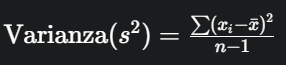 Varianza(s²) = ∑(xᵢ−x̄)² / n−1